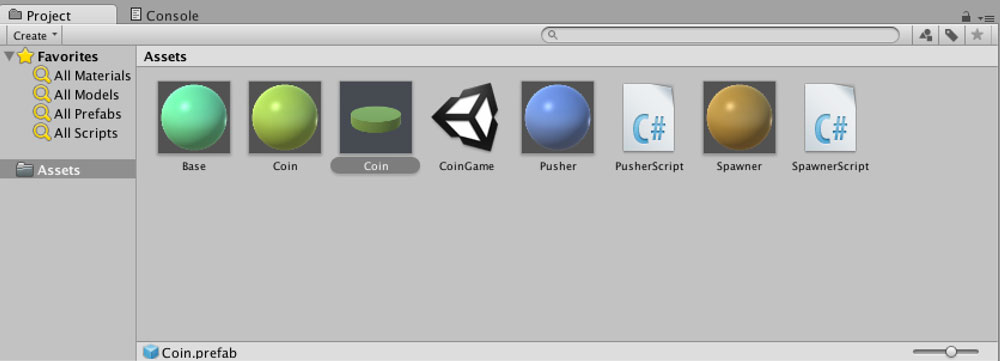 Project
Console
Create
Favorites
All Materials
All Models
All Prefabs
All Scripts
Assets
Assets
Base
Coin
Coin
CoinGame
Pusher
C#
PusherScript
Spawner
C#
SpawnerScript
Coin.prefab